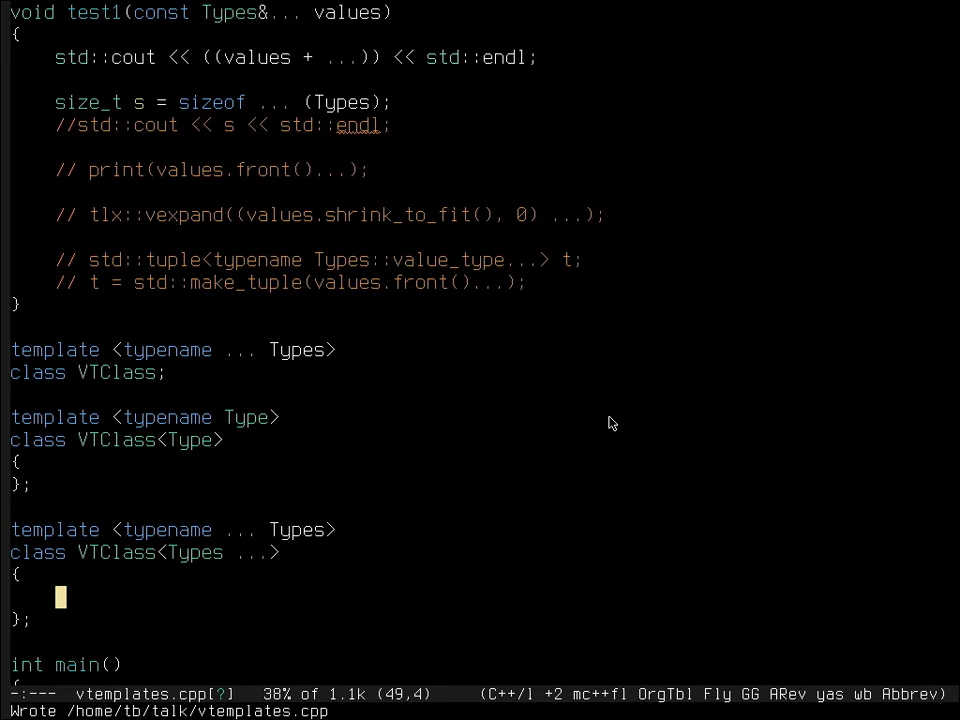 void test1(const Types&... values)
{
    std::cout << ((values + ...)) << std::endl;
    size_t s = sizeof ... (Types);
    //std::cout << s << std::endl;
    // print(values.front()...);
    // tlx::vexpand((values.shrink_to_fit(), 0) ...);
    // std::tuple<typename Types::value_type...> t;
    // t = std::make_tuple(values.front()...);
}
template <typename ... Types>
class VTClass;
template <typename Type>
class VTClass<Type>
{
};
template <typename ... Types>
class VTClass<Types ...>
{
};
int main()
-:--- vtemplates.cpp[?] 38% of 1.1k (49,4) (C++/l +2 mc++fl OrgTbl Fly GG ARev yas wb Abbrev)
Wrote /home/tb/talk/vtemplates.cpp